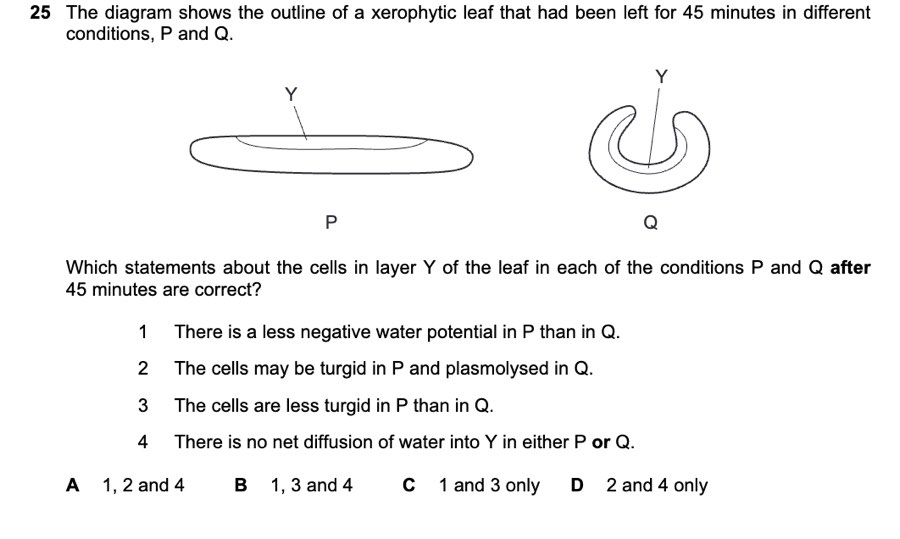 25 The diagram shows the outline of a xerophytic leaf that had been left for 45 minutes in different
conditions, P and Q.
Y
Y
P
Q
Which statements about the cells in layer Y of the leaf in each of the conditions P and Q after
45 minutes are correct?
1 There is a less negative water potential in P than in Q.
2 The cells may be turgid in P and plasmolysed in Q.
3 The cells are less turgid in P than in Q.
4 There is no net diffusion of water into Y in either P or Q.
A 1, 2 and 4 B 1, 3 and 4 C 1 and 3 only D 2 and 4 only